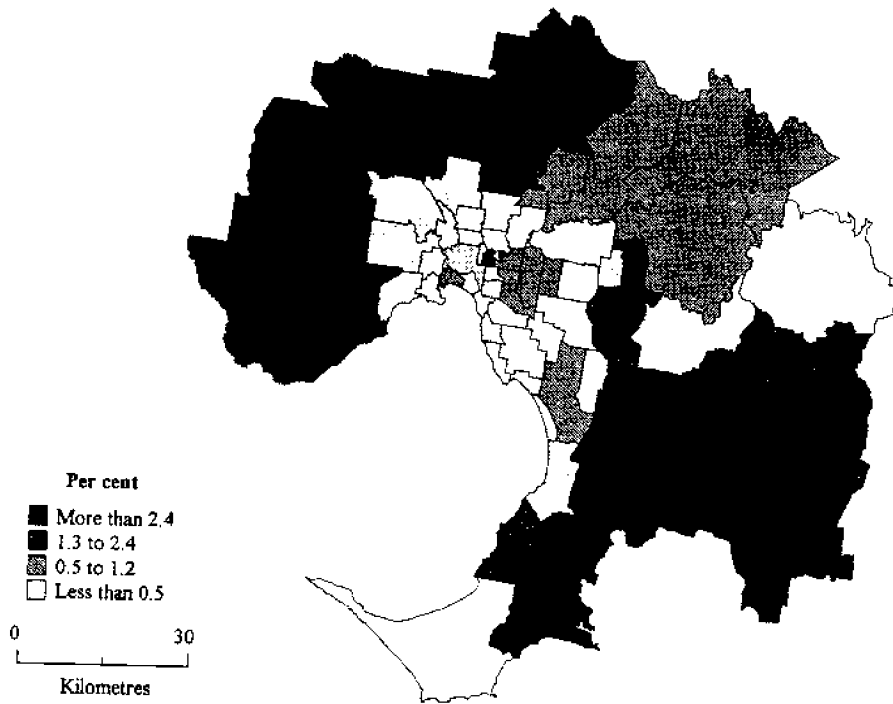 Per cent
More than 2.4
1.3 to 2.4
0.5 to 1.2
Less than 0.5
0 30
Kilometres